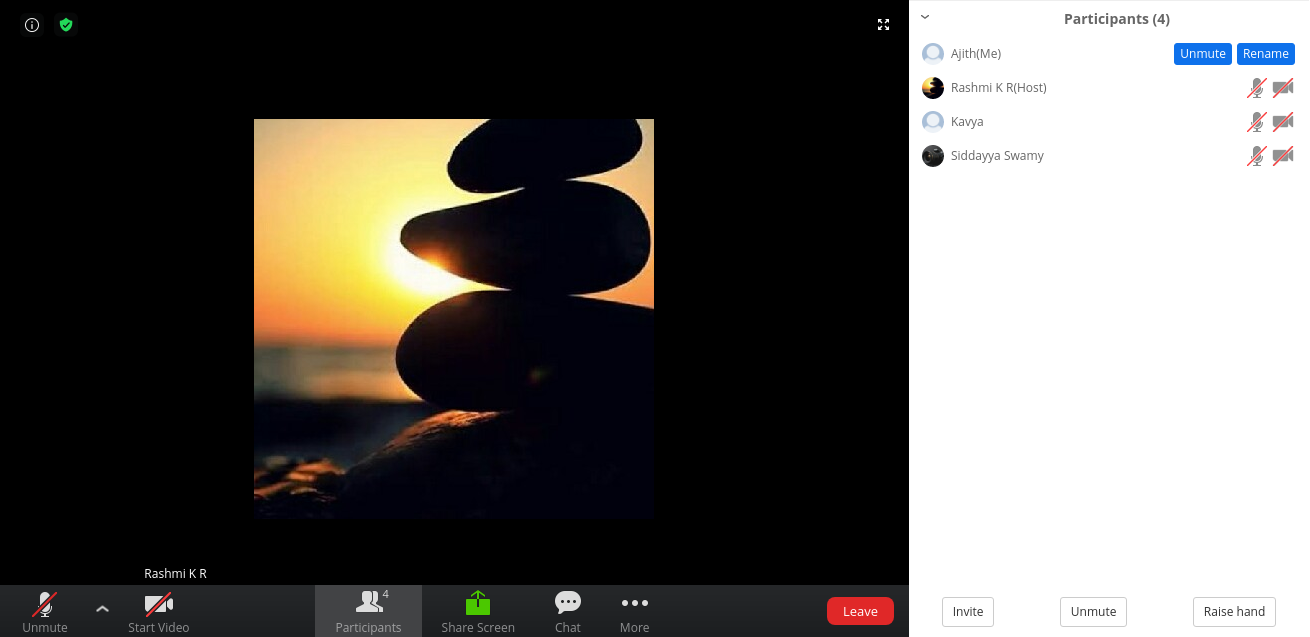 Participants (4)
Ajith(Me)
Unmute
Rename
Rashmi K R(Host)
Kavya
Siddayya Swamy
Rashmi K R
Unmute
Start Video
4
Participants
Share Screen
Chat
More
Leave
Invite
Unmute
Raise hand